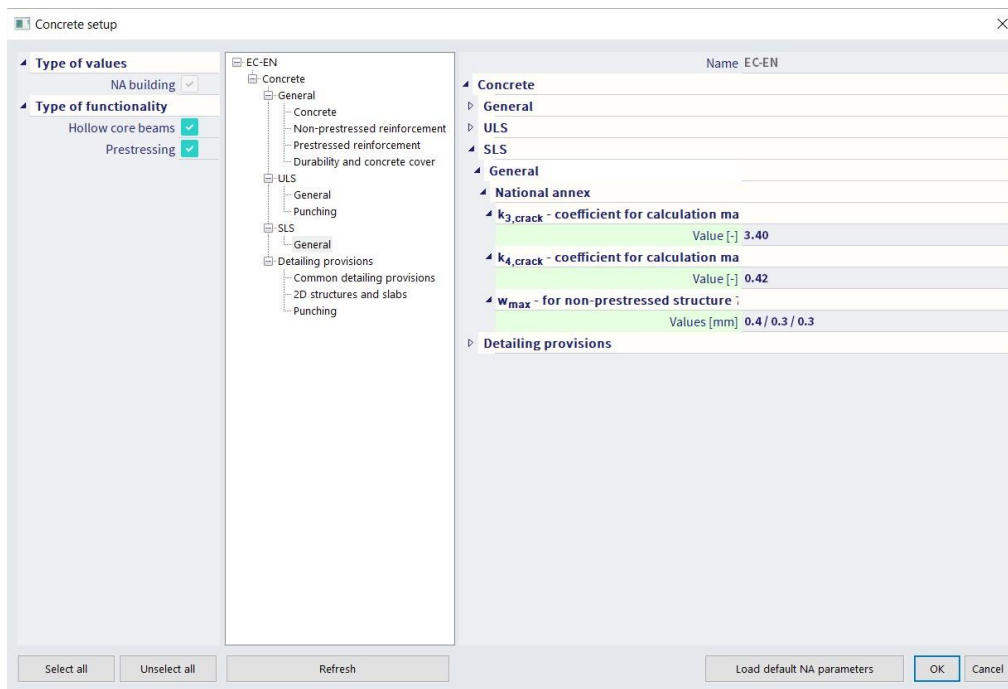 Concrete setup
Type of values
NA building
Type of functionality
Hollow core beams
Prestressing
EC-EN
Concrete
General
Concrete
Non-prestressed reinforcement
Prestressed reinforcement
Durability and concrete cover
ULS
General
Punching
SLS
General
Detailing provisions
Common detailing provisions
2D structures and slabs
Punching
Name EC-EN
Concrete
General
ULS
SLS
General
National annex
k3,crack - coefficient for calculation ma
Value [-] 3.40
k4,crack - coefficient for calculation ma
Value [-] 0.42
wmax - for non-prestressed structure
Values [mm] 0.4 / 0.3 / 0.3
Detailing provisions
Select all Unselect all Refresh Load default NA parameters OK Cancel